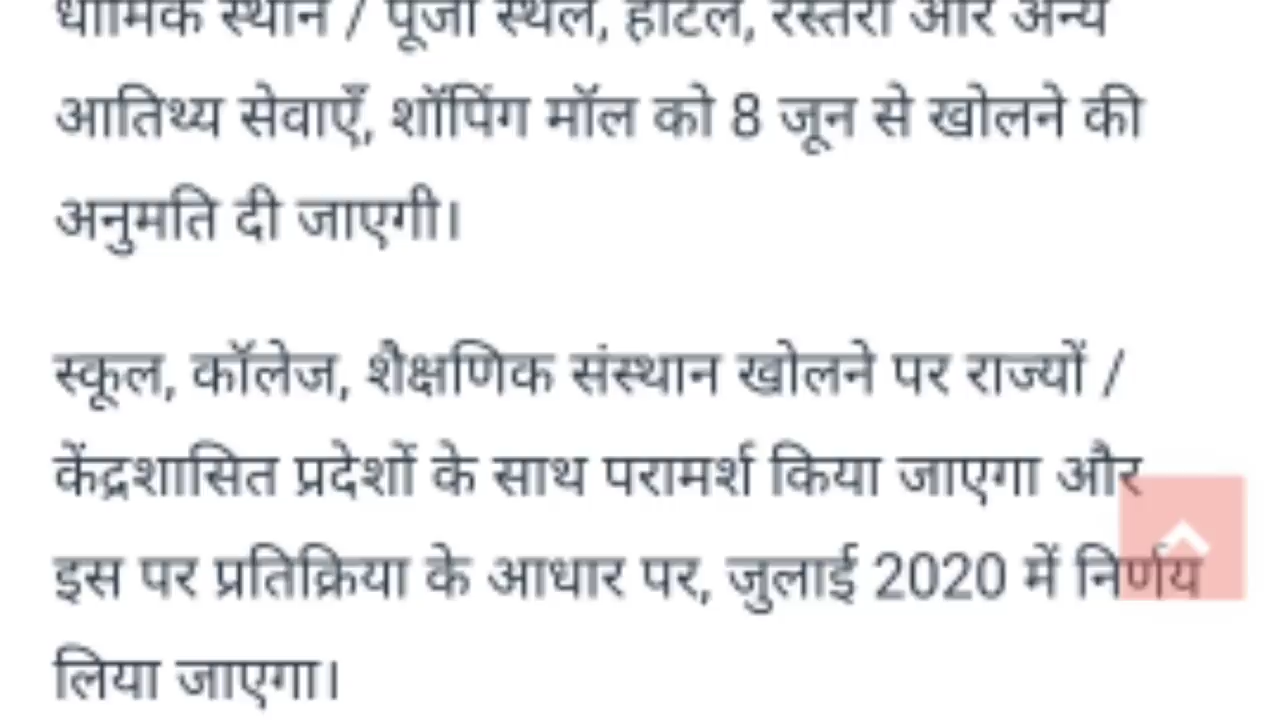 धार्मिक स्थान / पूजा स्थल, होटल, रेस्तरां और अन्य
आतिथ्य सेवाएँ, शॉपिंग मॉल को 8 जून से खोलने की
अनुमति दी जाएगी।
स्कूल, कॉलेज, शैक्षणिक संस्थान खोलने पर राज्यों /
केंद्रशासित प्रदेशों के साथ परामर्श किया जाएगा और
इस पर प्रतिक्रिया के आधार पर, जुलाई 2020 में निर्णय
लिया जाएगा।